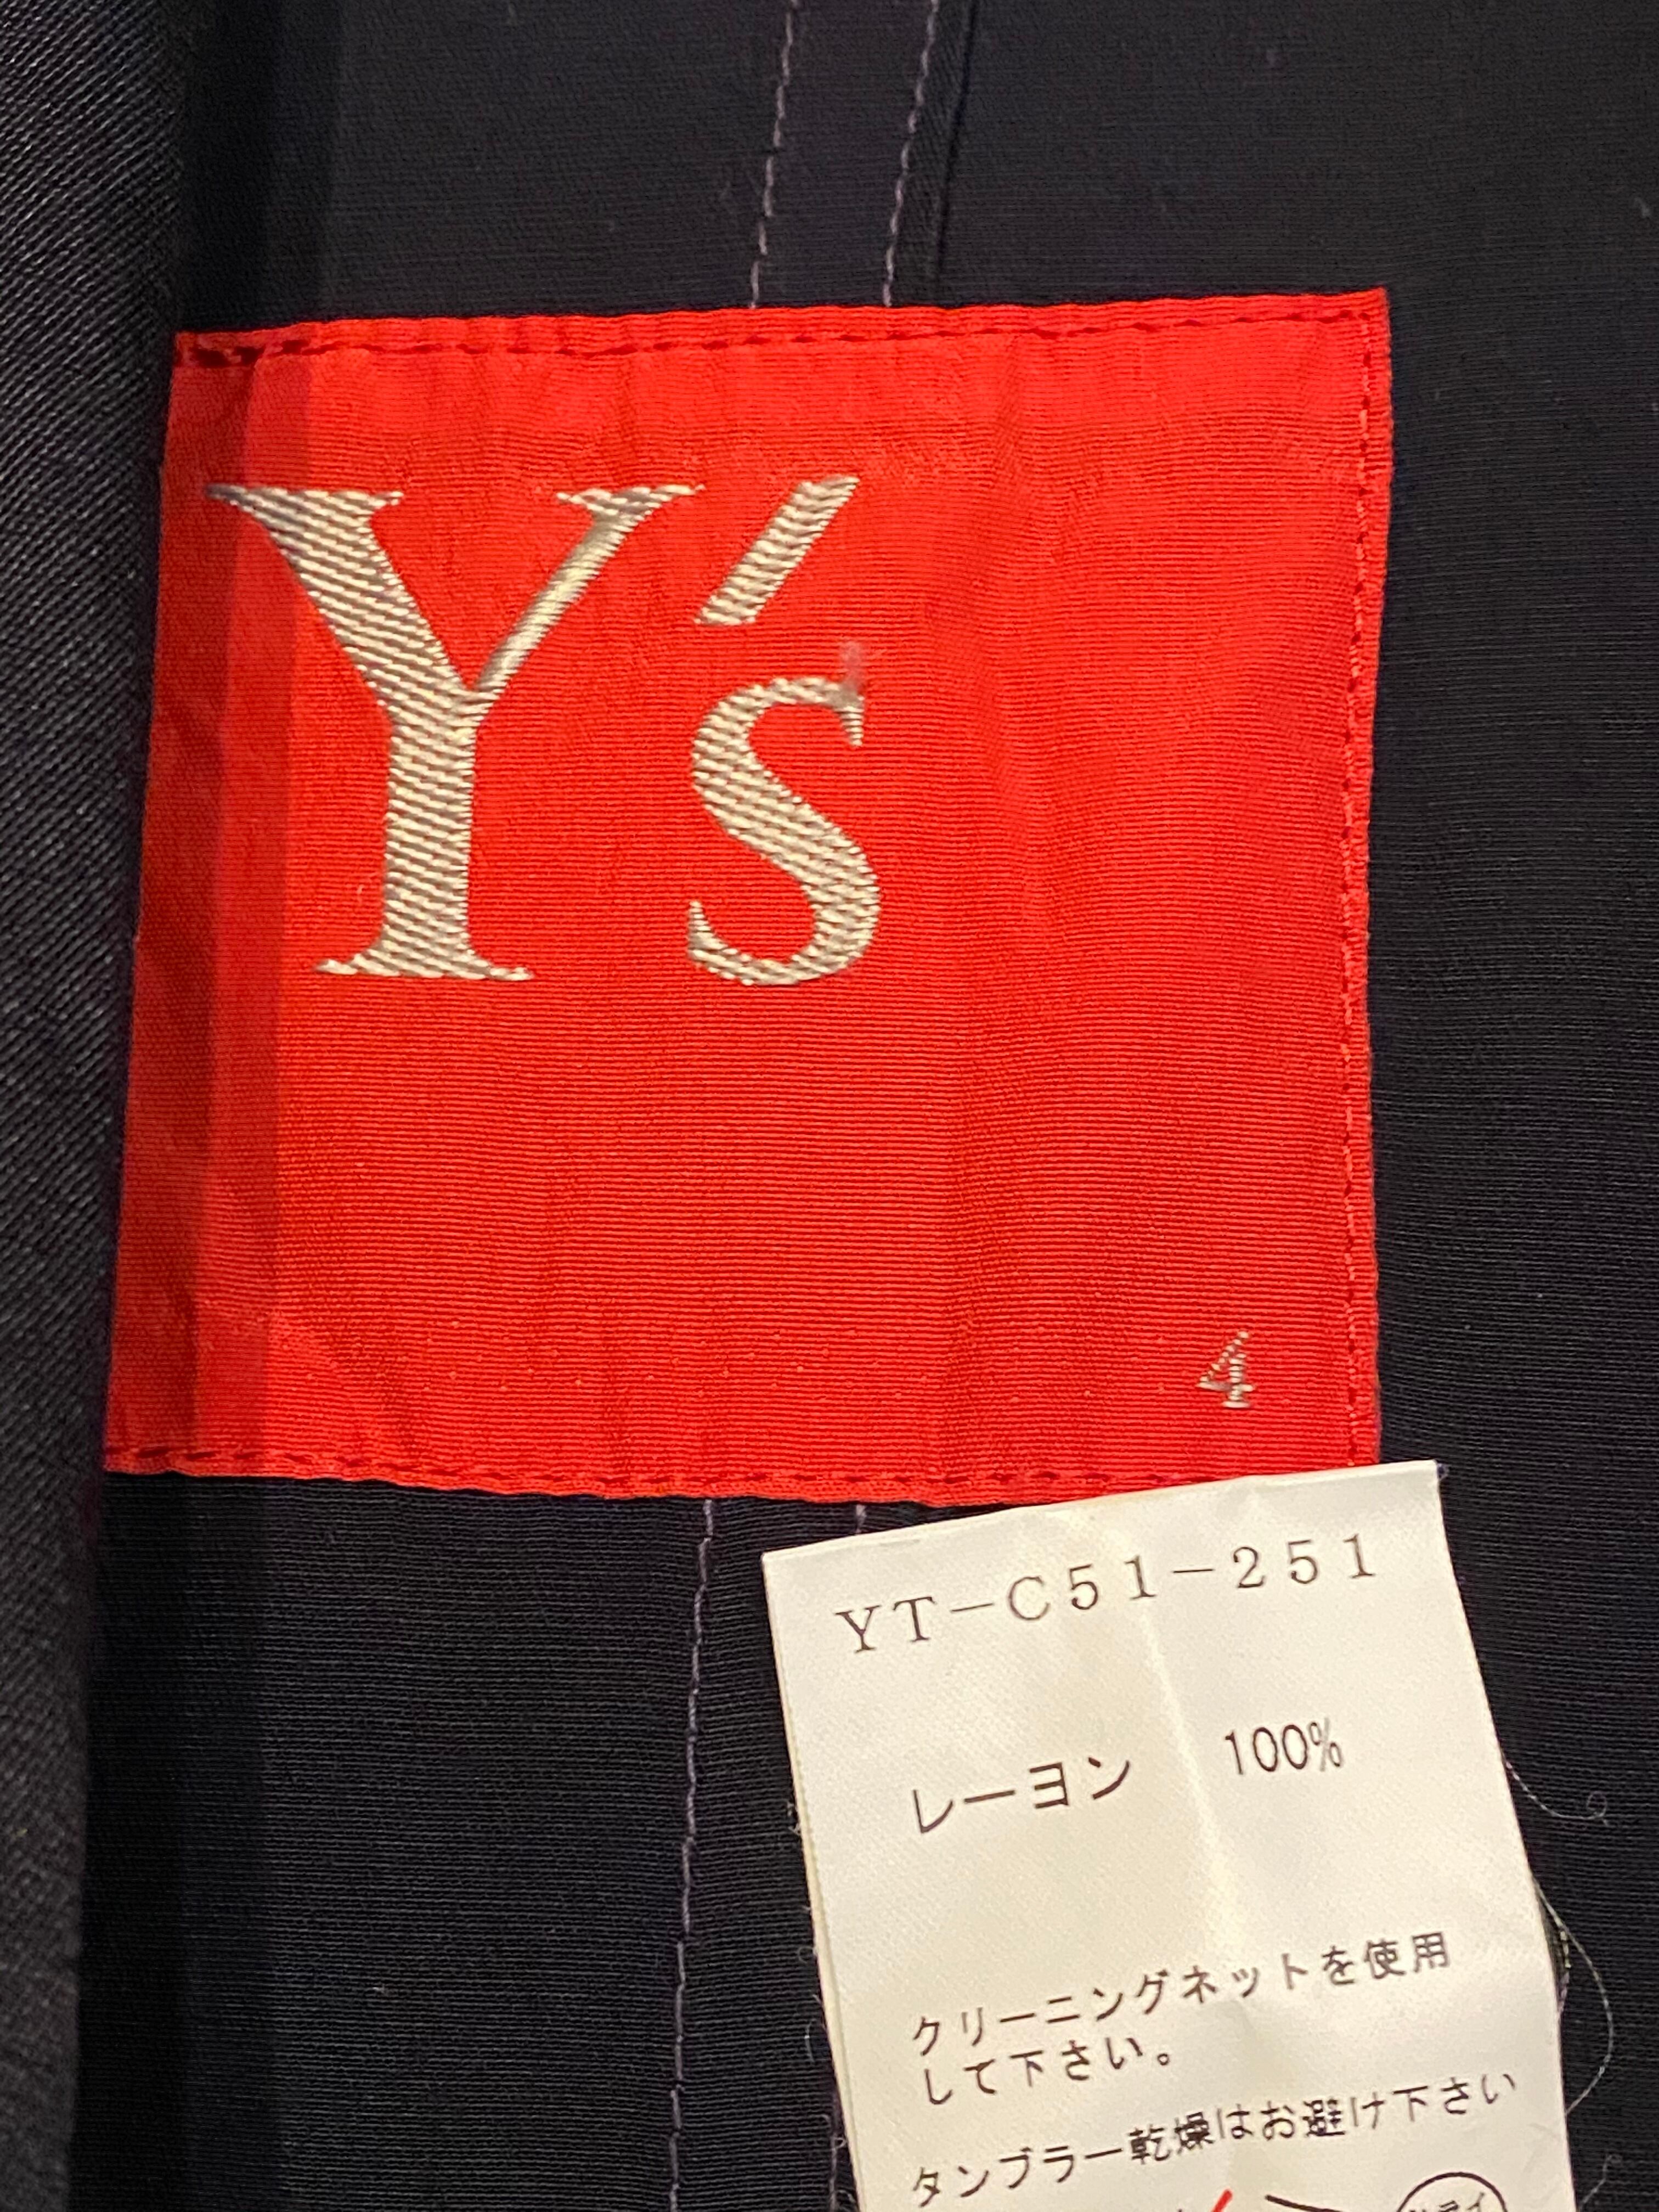 Y's
4
YT-C51-251
レーヨン 100%
クリーニングネットを使用
して下さい。
タンブラー乾燥はお避け下さい